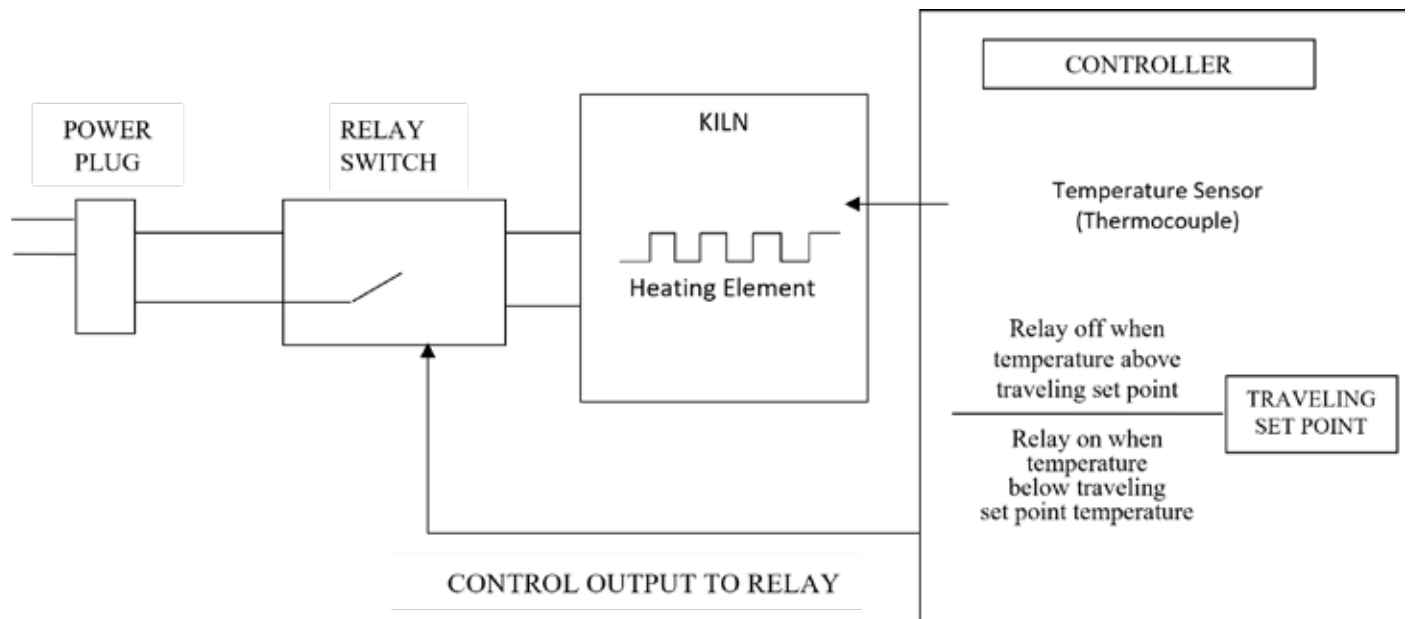 POWER
PLUG
RELAY
SWITCH
KILN
Heating Element
CONTROLLER
Temperature Sensor
(Thermocouple)
Relay off when
temperature above
traveling set point
TRAVELING
SET POINT
Relay on when
temperature
below traveling
set point temperature
CONTROL OUTPUT TO RELAY